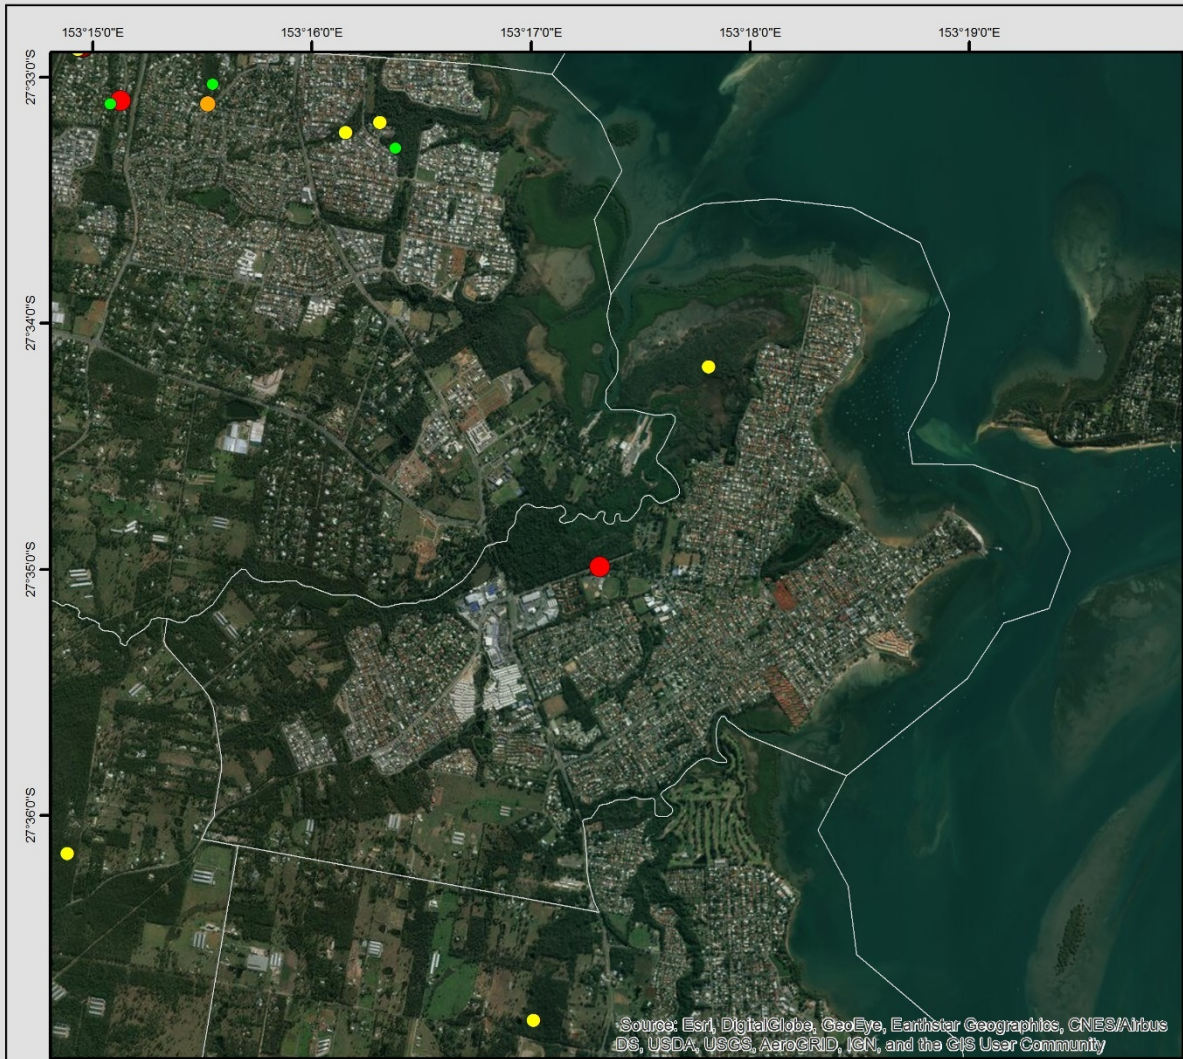 153°15'0"E 153°16'0"E 153°17'0"E 153°18'0"E 153°19'0"E
27°33'0"S
27°34'0"S
27°35'0"S
27°36'0"S
Source: Esri, DigitalGlobe, GeoEye, Earthstar Geographics, CNES/Airbus
DS, USDA, USGS, AeroGRID, IGN, and the GIS User Community